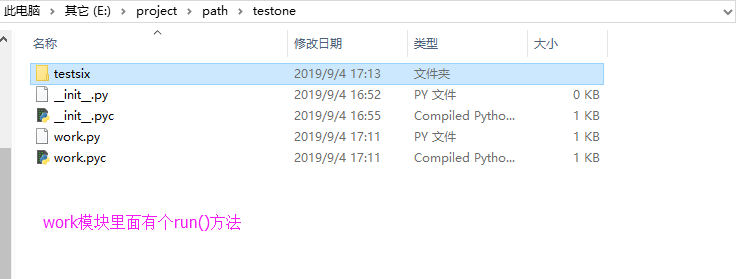 此电脑 › 其它 (E:) › project › path › testone
名称 修改日期 类型 大小
testsix 2019/9/4 17:13 文件夹
__init__.py 2019/9/4 16:52 PY 文件 0 KB
__init__.pyc 2019/9/4 16:55 Compiled Pytho... 1 KB
work.py 2019/9/4 17:11 PY 文件 1 KB
work.pyc 2019/9/4 17:11 Compiled Pytho... 1 KB
work模块里面有个run()方法